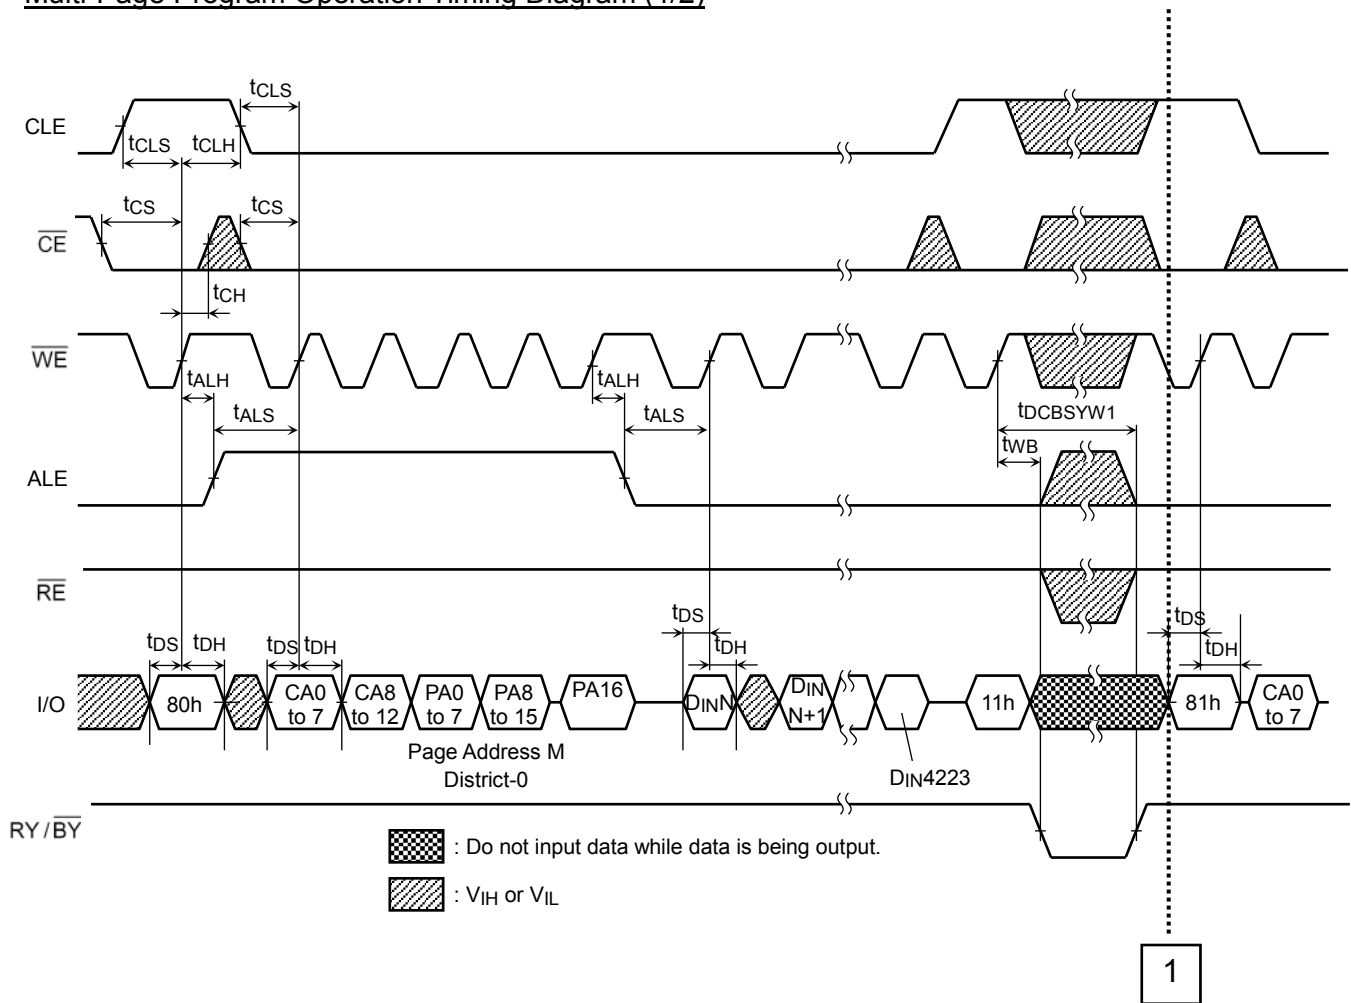 Multi-Page Program Operation Timing Diagram (1/2)
tCLS
CLE
tCLS
tCLH
tCS
tCS
CE
tCH
WE
tALH
tALH
tALS
tALS
tDCBSYW1
tWB
ALE
RE
tDS
tDH
tDS
tDH
tDS
tDH
tDS
tDH
I/O
80h
CA0
to 7
CA8
to 12
PA0
to 7
PA8
to 15
PA16
DINN
DIN
N+1
11h
81h
CA0
to 7
Page Address M
District-0
DIN4223
RY / BY
: Do not input data while data is being output.
: VIH or VIL
1